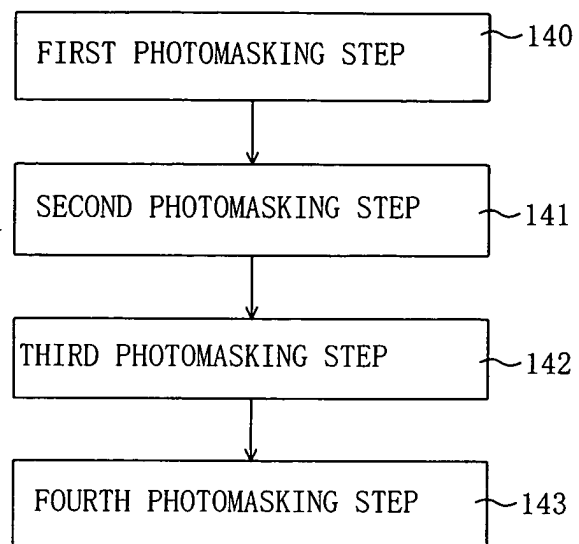 FIRST PHOTOMASKING STEP 140
SECOND PHOTOMASKING STEP 141
THIRD PHOTOMASKING STEP 142
FOURTH PHOTOMASKING STEP 143